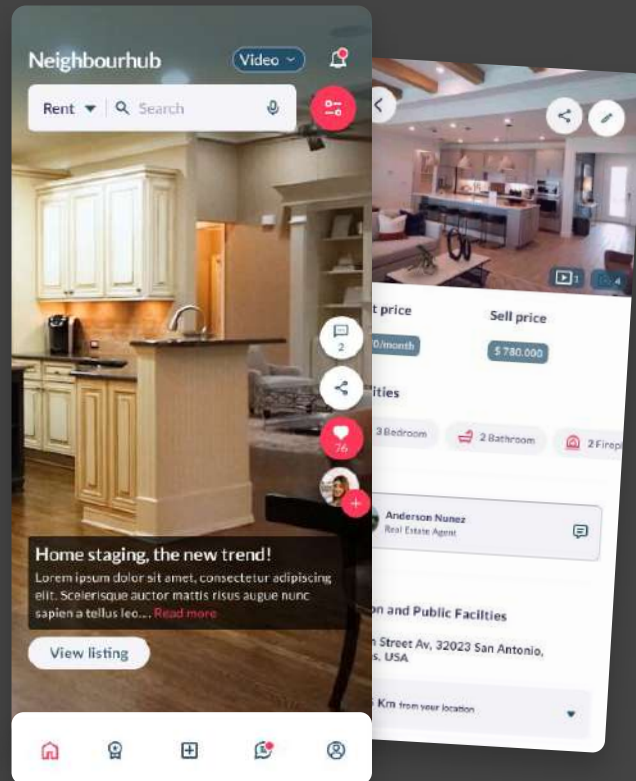 Neighbourhub
Video
Rent
Search
2
76
Home staging, the new trend!
Lorem ipsum dolor sit amet, consectetur adipiscing
elit. Scelerisque auctor mattis risus augue nunc
sapien a tellus leo.... Read more
View listing
1
4
t price
Sell price
0/month
$ 780.000
ities
3 Bedroom
2 Bathroom
2 Firepl
Anderson Nunez
Real Estate Agent
on and Public Facilties
Street Av, 32023 San Antonio,
s, USA
Km from your location